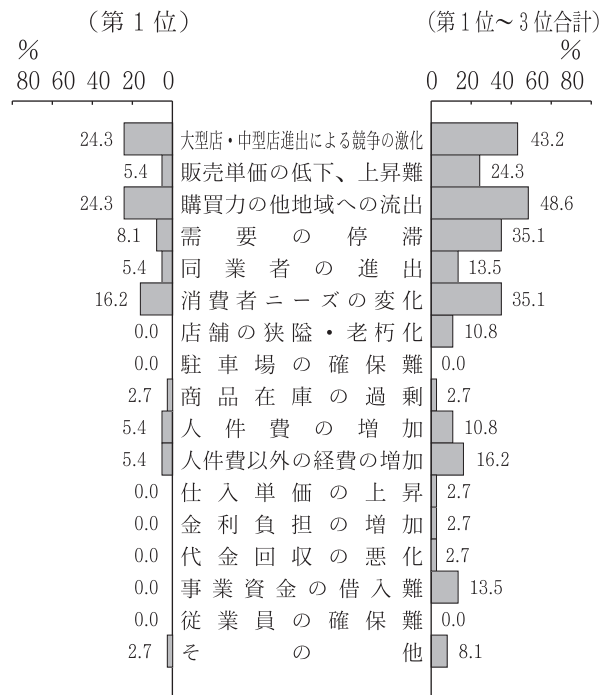 （第１位） （第１位～３位合計）
% %
80 60 40 20 0 0 20 40 60 80
24.3 大型店・中型店進出による競争の激化 43.2
5.4 販売単価の低下、上昇難 24.3
24.3 購買力の他地域への流出 48.6
8.1 需要の停滞 35.1
5.4 同業者の進出 13.5
16.2 消費者ニーズの変化 35.1
0.0 店舗の狭隘・老朽化 10.8
0.0 駐車場の確保難 0.0
2.7 商品在庫の過剰 2.7
5.4 人件費の増加 10.8
5.4 人件費以外の経費の増加 16.2
0.0 仕入単価の上昇 2.7
0.0 金利負担の増加 2.7
0.0 代金回収の悪化 2.7
0.0 事業資金の借入難 13.5
0.0 従業員の確保難 0.0
2.7 その他 8.1